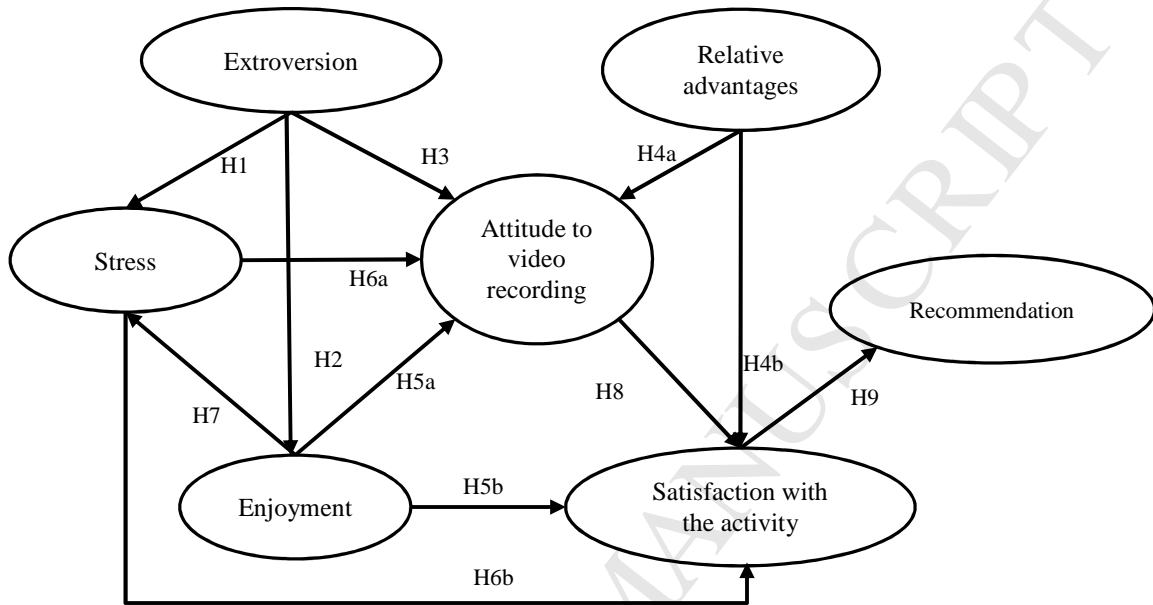 Extroversion
Relative
advantages
H1
H3
H4a
Stress
Attitude to
video
recording
H6a
Recommendation
H2
H5a
H7
H8
H4b
H9
Enjoyment
H5b
Satisfaction with
the activity
H6b
MANUSCRIPT